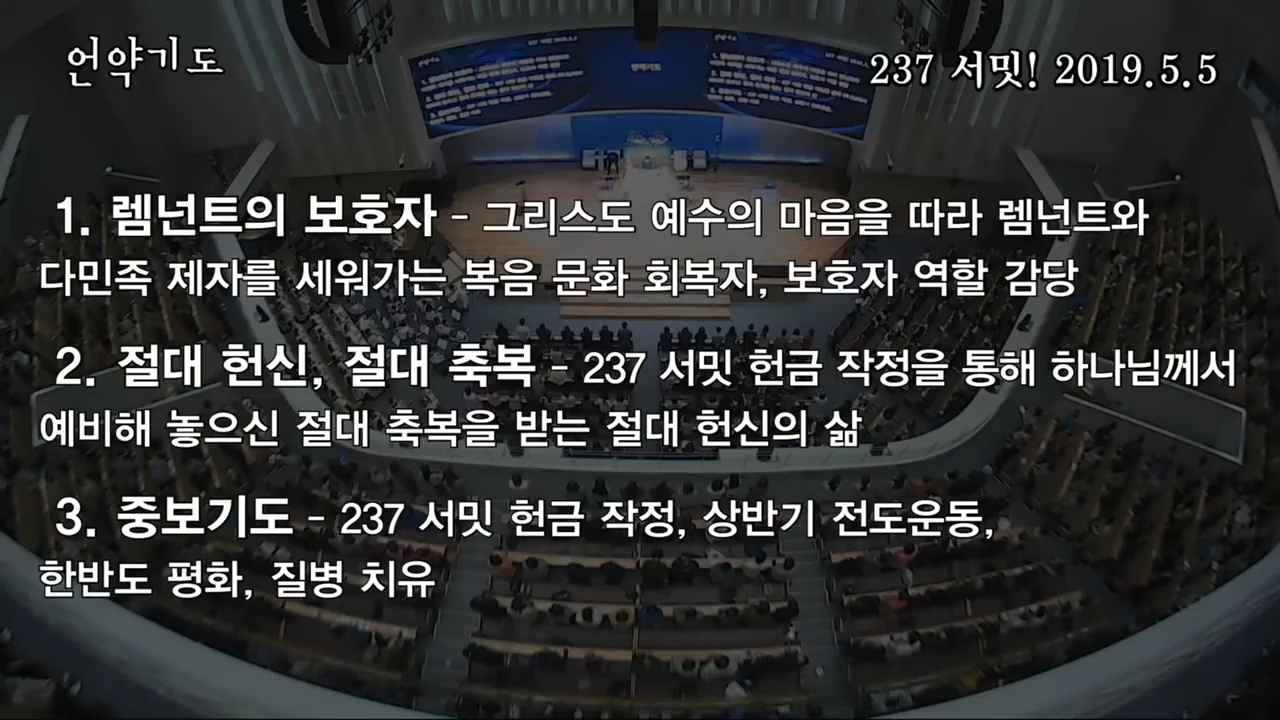 언약기도
237 서밋! 2019.5.5
1. 렘넌트의 보호자 - 그리스도 예수의 마음을 따라 렘넌트와
다민족 제자를 세워가는 복음 문화 회복자, 보호자 역할 감당
2. 절대 헌신, 절대 축복 - 237 서밋 헌금 작정을 통해 하나님께서
예비해 놓으신 절대 축복을 받는 절대 헌신의 삶
3. 중보기도 - 237 서밋 헌금 작정, 상반기 전도운동,
한반도 평화, 질병 치유